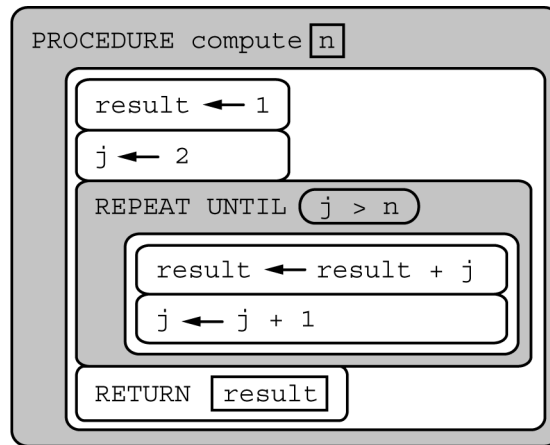 PROCEDURE compute n
result ← 1
j ← 2
REPEAT UNTIL j > n
result ← result + j
j ← j + 1
RETURN result